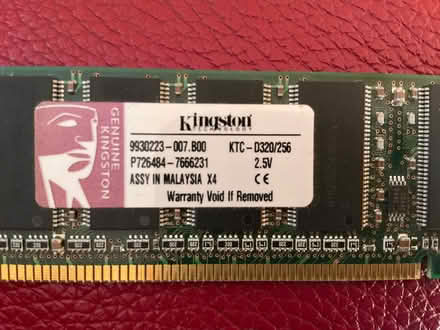 GENUINE
KINGSTON
Kingston
TECHNOLOGY
9930223-007.B00 KTC-D320/256
P726484-7666231 2.5V
ASSY IN MALAYSIA X4 CE
Warranty Void If Removed